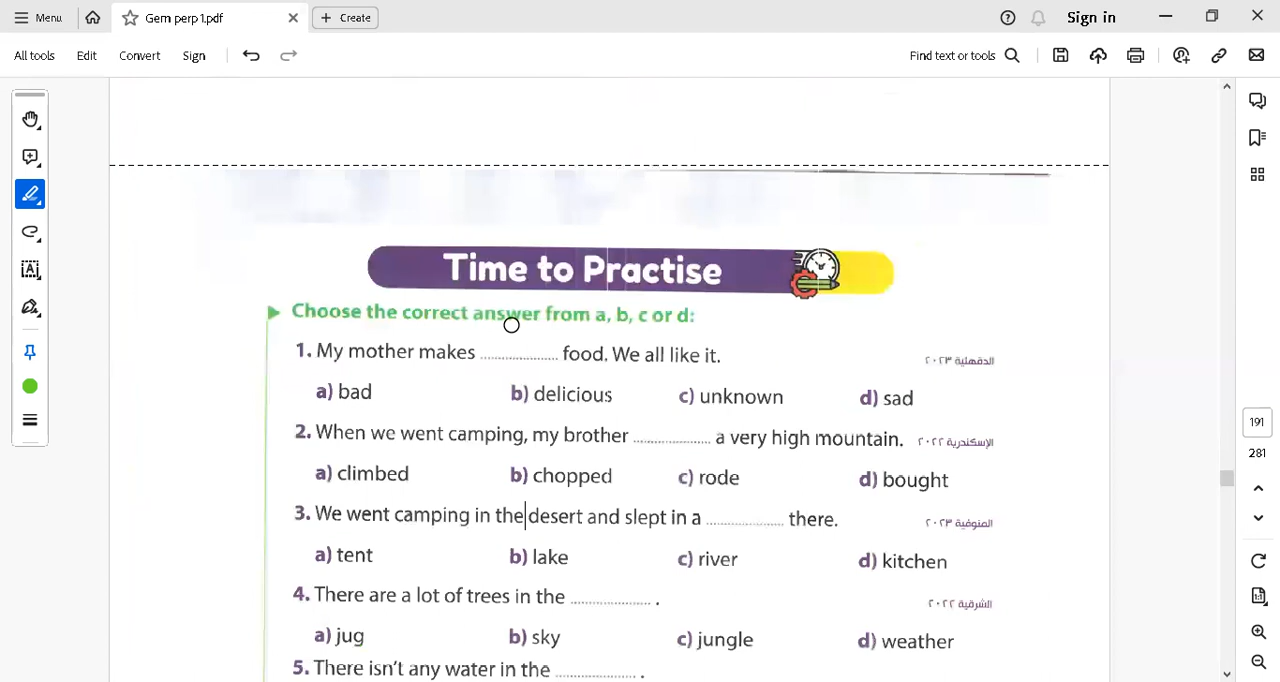 Menu
Gem perp 1.pdf
Create
Sign in
All tools
Edit
Convert
Sign
Find text or tools
Time to Practise
Choose the correct answer from a, b, c or d:
1. My mother makes .................. food. We all like it. الدقهلية ٢٠٢٣
a) bad b) delicious c) unknown d) sad
2. When we went camping, my brother .................. a very high mountain. الإسكندرية ٢٠٢٢
a) climbed b) chopped c) rode d) bought
3. We went camping in the desert and slept in a .................. there. المنوفية ٢٠٢٣
a) tent b) lake c) river d) kitchen
4. There are a lot of trees in the .................. . الشرقية ٢٠٢٢
a) jug b) sky c) jungle d) weather
5. There isn't any water in the .................. .
191
281